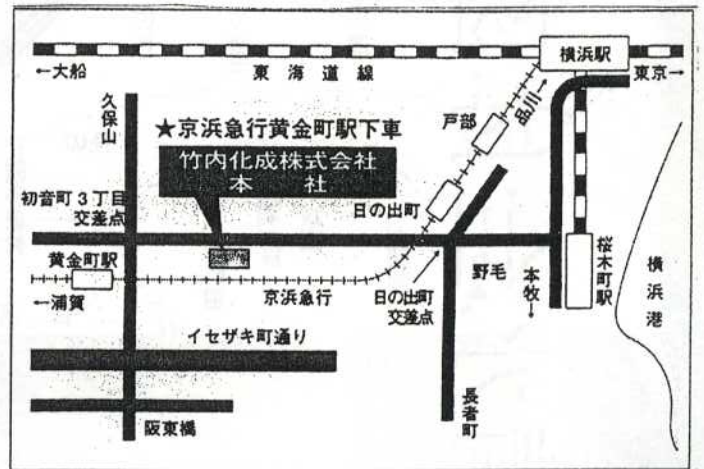 横浜駅
←大船
東海道線
東京→
久保山
★京浜急行黄金町駅下車
戸部
品川→
竹内化成株式会社
本社
初音町3丁目
交差点
日の出町
黄金町駅
←浦賀
京浜急行
日の出町
交差点
野毛
本牧→
桜木町駅
横浜港
イセザキ町通り
長者町
阪東橋